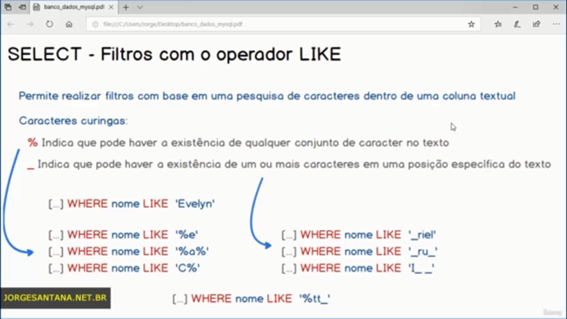 banco_dados_mysql.pdf
file:///C:/Users/Jorge/Desktop/banco_dados_mysql.pdf
SELECT - Filtros com o operador LIKE
Permite realizar filtros com base em uma pesquisa de caracteres dentro de uma coluna textual
Caracteres curingas:
% Indica que pode haver a existência de qualquer conjunto de caracter no texto
_ Indica que pode haver a existência de um ou mais caracteres em uma posição específica do texto
[...] WHERE nome LIKE 'Evelyn'
[...] WHERE nome LIKE '%e' [...] WHERE nome LIKE '_riel'
[...] WHERE nome LIKE '%a%' [...] WHERE nome LIKE '_ru_'
[...] WHERE nome LIKE 'C%' [...] WHERE nome LIKE 'I_ _'
[...] WHERE nome LIKE '%tt_'
JORGESANTANA.NET.BR
Udemy